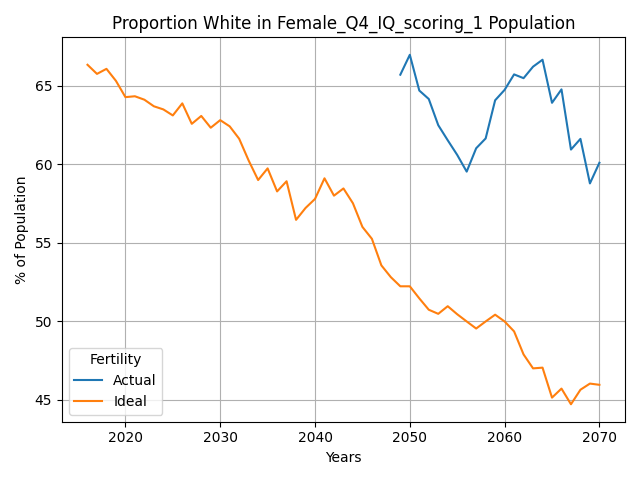 Proportion White in Female_Q4_IQ_scoring_1 Population
% of Population
65
60
55
50
45
Fertility
Actual
Ideal
2020
2030
2040
2050
2060
2070
Years